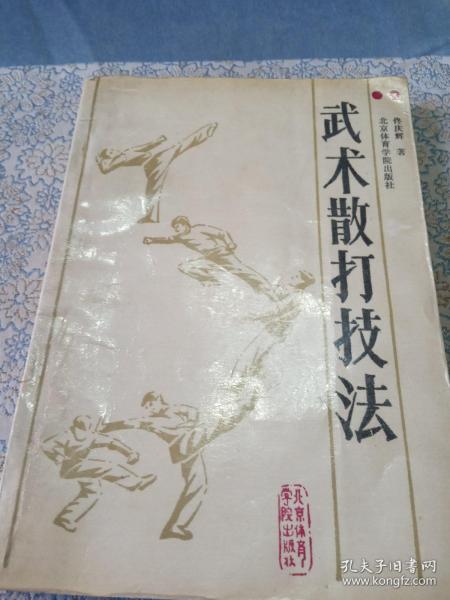 武术散打技法
佟庆辉 著
北京体育学院出版社
北京体育
学院出版社
孔夫子旧书网
www.kongfz.com